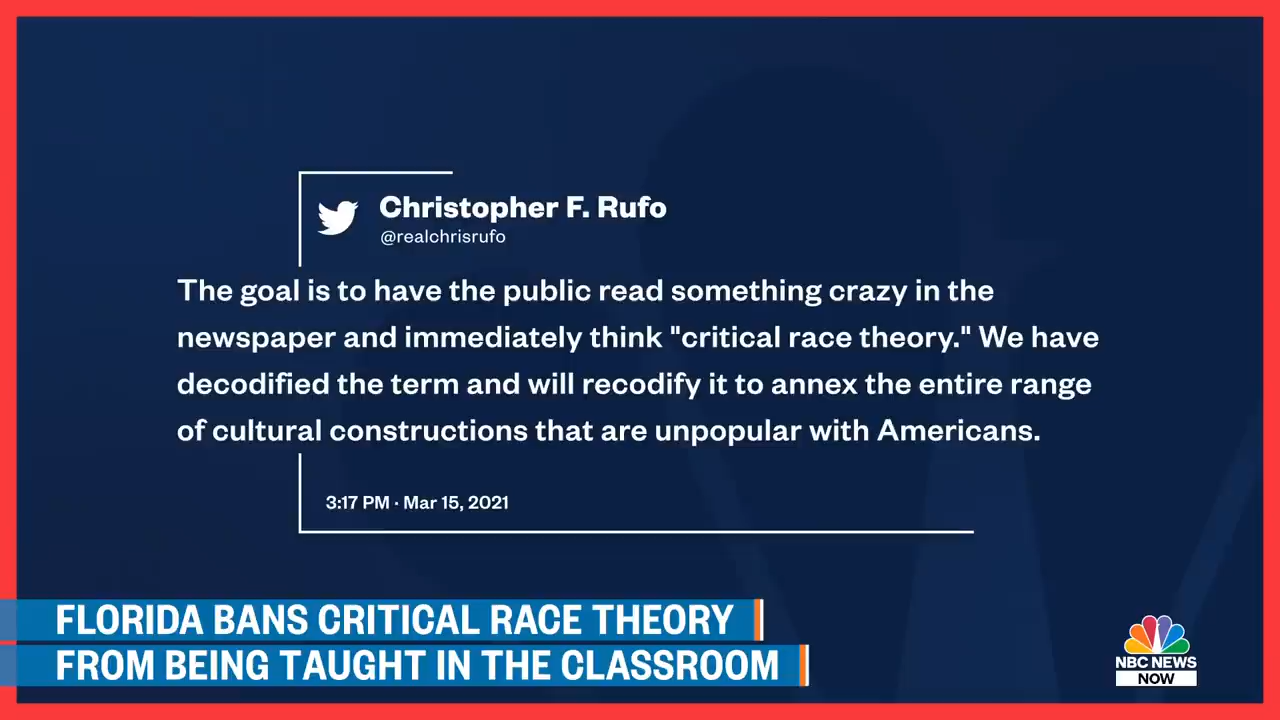 Christopher F. Rufo
@realchrisrufo
The goal is to have the public read something crazy in the
newspaper and immediately think "critical race theory." We have
decodified the term and will recodify it to annex the entire range
of cultural constructions that are unpopular with Americans.
3:17 PM · Mar 15, 2021
FLORIDA BANS CRITICAL RACE THEORY
FROM BEING TAUGHT IN THE CLASSROOM
NBC NEWS
NOW